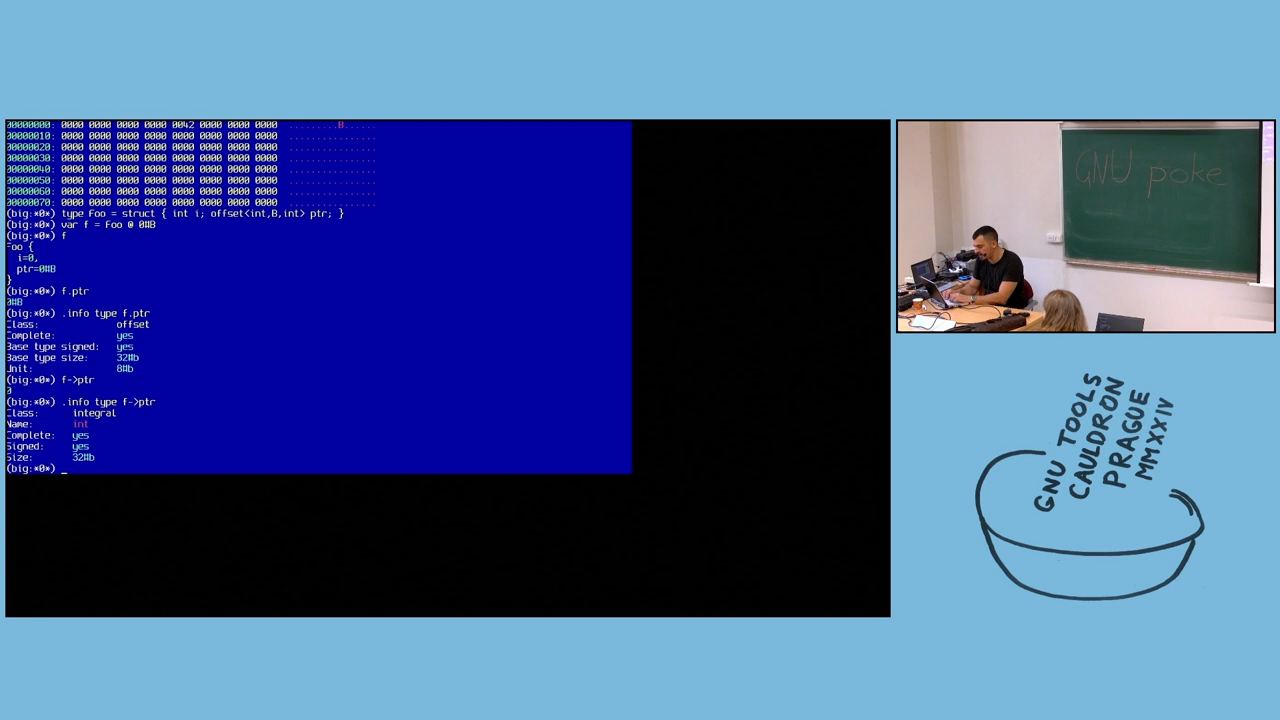 00000000: 0000 0000 0000 0000 0042 0000 0000 0000 .........B......
00000010: 0000 0000 0000 0000 0000 0000 0000 0000 ................
00000020: 0000 0000 0000 0000 0000 0000 0000 0000 ................
00000030: 0000 0000 0000 0000 0000 0000 0000 0000 ................
00000040: 0000 0000 0000 0000 0000 0000 0000 0000 ................
00000050: 0000 0000 0000 0000 0000 0000 0000 0000 ................
00000060: 0000 0000 0000 0000 0000 0000 0000 0000 ................
00000070: 0000 0000 0000 0000 0000 0000 0000 0000 ................
(big:*0*) type Foo = struct { int i; offset<int,B,int> ptr; }
(big:*0*) var f = Foo @ 0#B
(big:*0*) f
Foo {
i=0,
ptr=0#B
}
(big:*0*) f.ptr
0#B
(big:*0*) .info type f.ptr
Class: offset
Complete: yes
Base type signed: yes
Base type size: 32#b
Unit: 8#b
(big:*0*) f->ptr
0
(big:*0*) .info type f->ptr
Class: integral
Name: int
Complete: yes
Signed: yes
Size: 32#b
(big:*0*) _
GNU poke
GNU TOOLS
CAULDRON
PRAGUE
MMXXIV